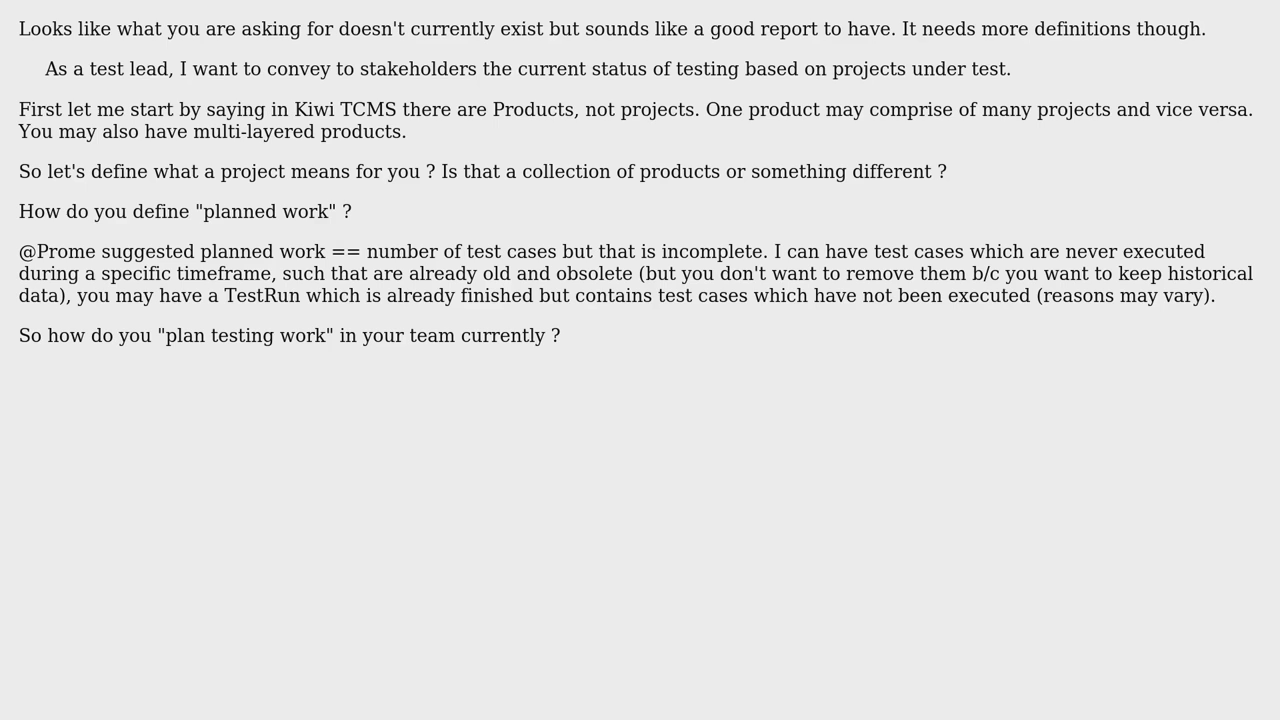 Looks like what you are asking for doesn't currently exist but sounds like a good report to have. It needs more definitions though.
As a test lead, I want to convey to stakeholders the current status of testing based on projects under test.
First let me start by saying in Kiwi TCMS there are Products, not projects. One product may comprise of many projects and vice versa.
You may also have multi-layered products.
So let's define what a project means for you ? Is that a collection of products or something different ?
How do you define "planned work" ?
@Prome suggested planned work == number of test cases but that is incomplete. I can have test cases which are never executed
during a specific timeframe, such that are already old and obsolete (but you don't want to remove them b/c you want to keep historical
data), you may have a TestRun which is already finished but contains test cases which have not been executed (reasons may vary).
So how do you "plan testing work" in your team currently ?